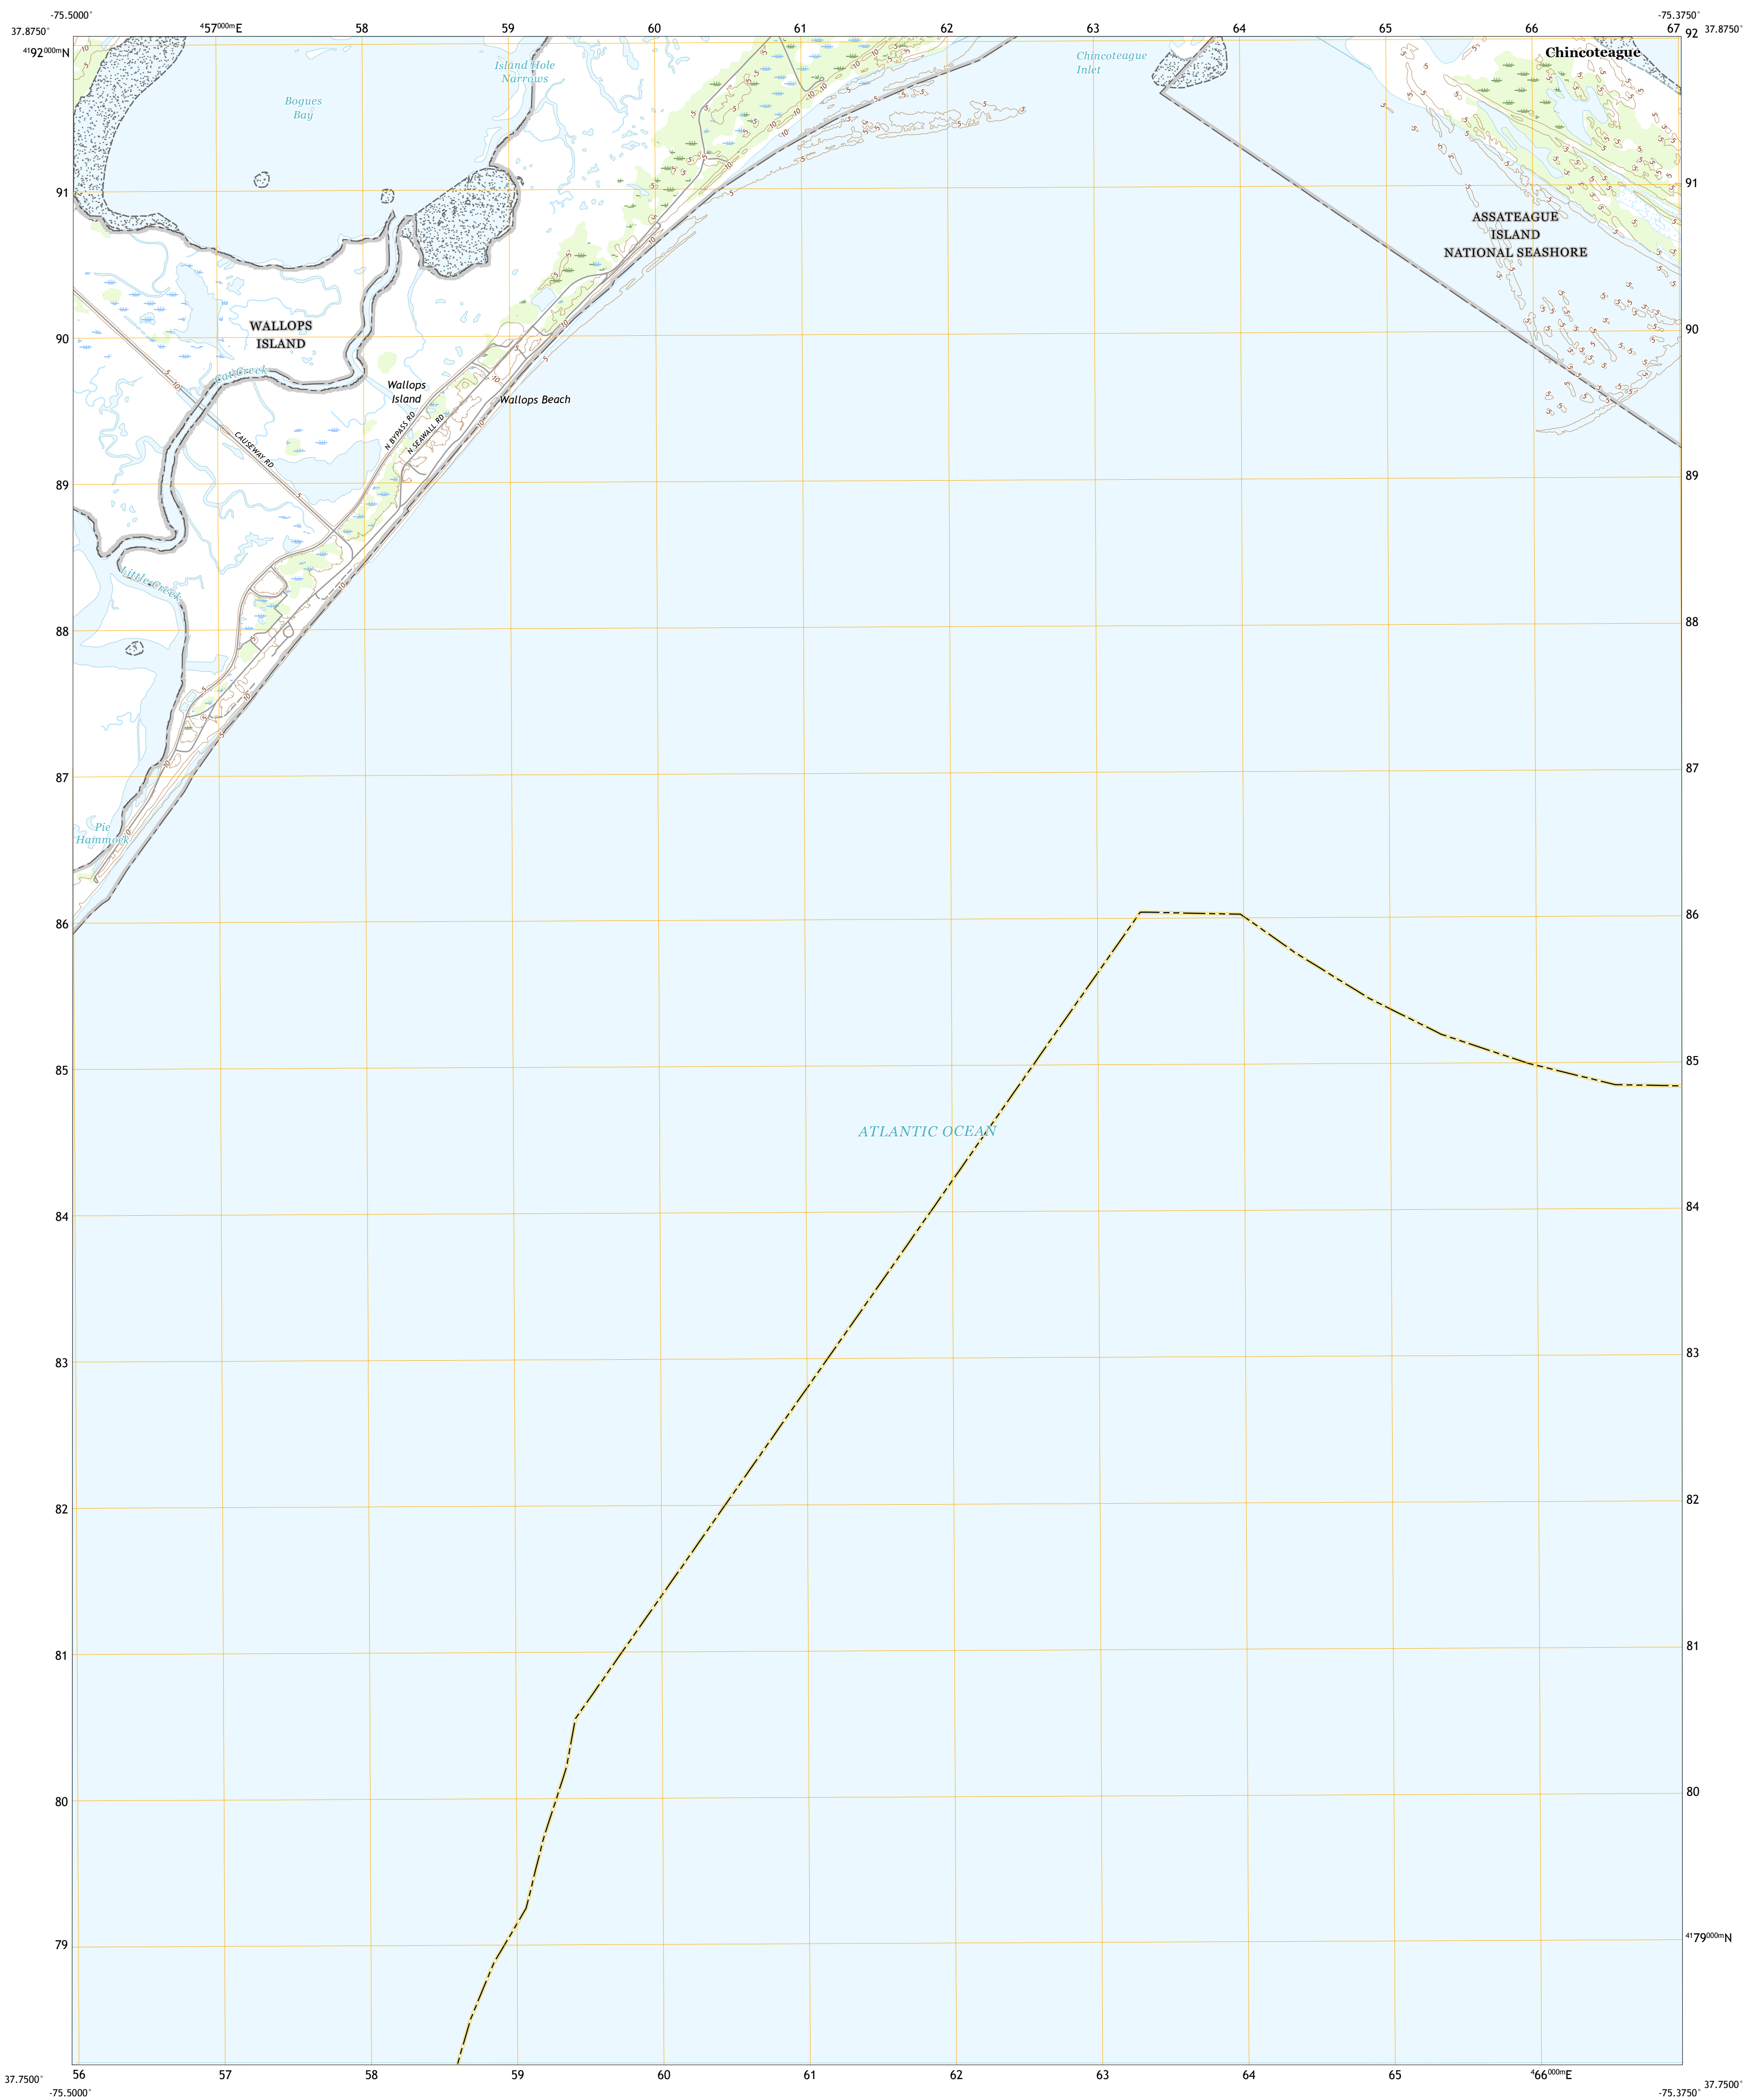 -75.5000°
-75.3750°
37.8750°
⁴57⁰⁰⁰ᵐE
58
59
60
61
62
63
64
65
66
67
92
37.8750°
⁴¹92⁰⁰⁰ᵐN
Chincoteague
Island Hole
Narrows
Chincoteague
Inlet
Bogues
Bay
91
91
ASSATEAGUE
ISLAND
NATIONAL SEASHORE
WALLOPS
ISLAND
90
90
Cat Creek
Wallops
Island
Wallops Beach
N BYPASS RD
N SEAWALL RD
CAUSEWAY RD
89
89
Little Creek
88
88
87
87
Pie
Hammock
86
86
85
85
ATLANTIC OCEAN
84
84
83
83
82
82
81
81
80
80
79
⁴¹79⁰⁰⁰ᵐN
56
57
58
59
60
61
62
63
64
65
⁴66⁰⁰⁰ᵐE
37.7500°
37.7500°
-75.5000°
-75.3750°